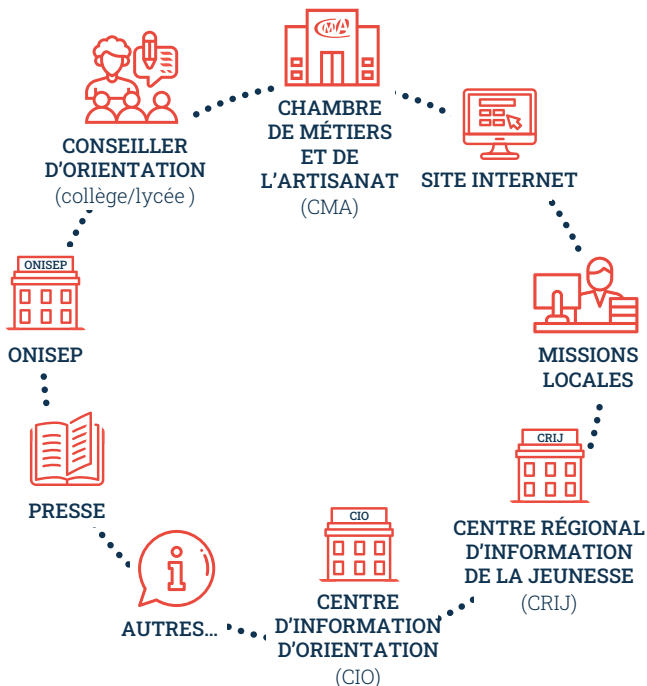 CMA
CHAMBRE
DE MÉTIERS
ET DE
L'ARTISANAT
(CMA)
SITE INTERNET
MISSIONS
LOCALES
CRIJ
CENTRE RÉGIONAL
D'INFORMATION
DE LA JEUNESSE
(CRIJ)
CIO
CENTRE
D'INFORMATION
D'ORIENTATION
(CIO)
AUTRES...
PRESSE
ONISEP
ONISEP
CONSEILLER
D'ORIENTATION
(collège/lycée )